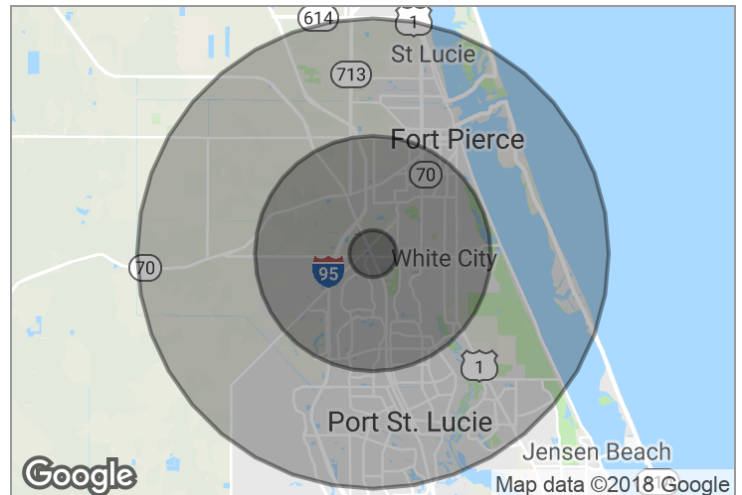 614
1
St Lucie
713
Fort Pierce
70
White City
70
95
1
Port St. Lucie
Jensen Beach
Google
Map data ©2018 Google